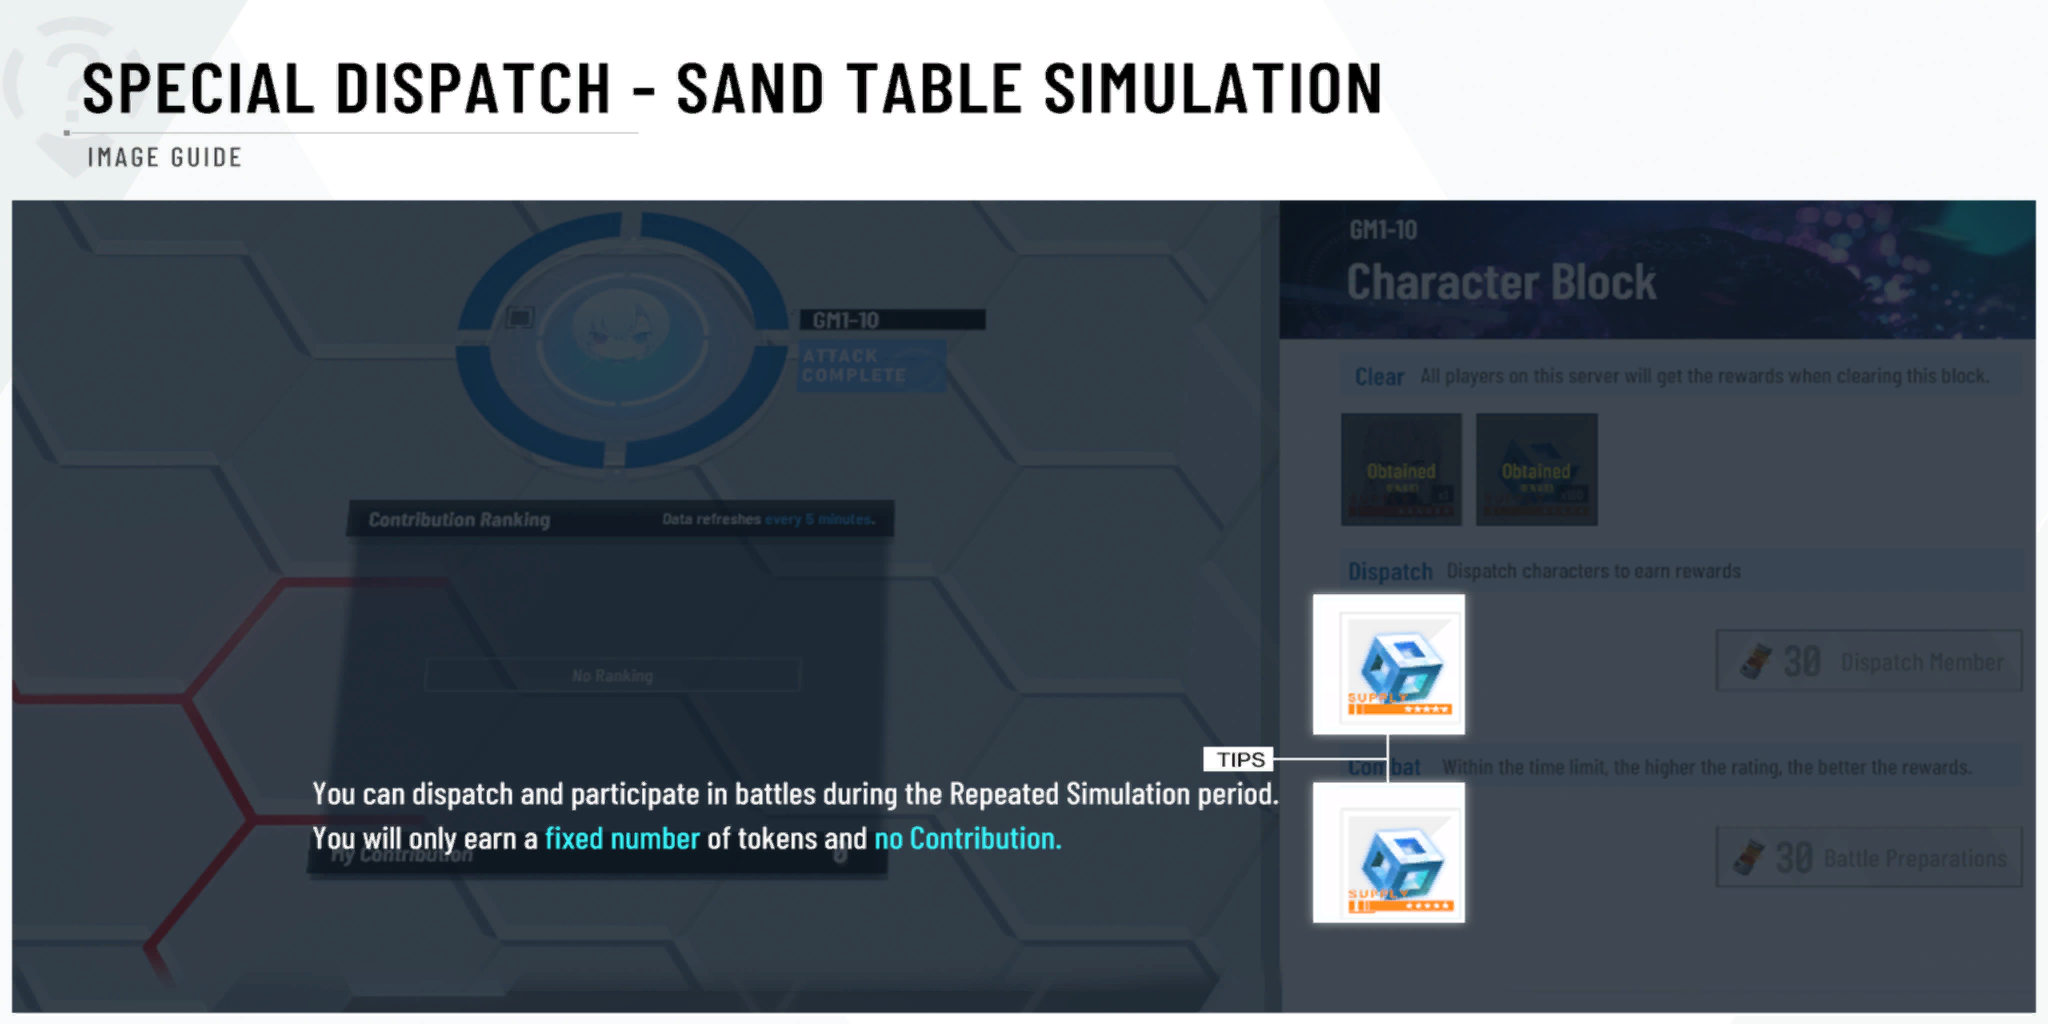 SPECIAL DISPATCH - SAND TABLE SIMULATION
IMAGE GUIDE
GM1-10
Character Block
GM1-10
ATTACK
COMPLETE
Clear All players on this server will get the rewards when clearing this block.
Obtained
Obtained
Contribution Ranking Data refreshes every 5 minutes.
Dispatch Dispatch characters to earn rewards
SUPPLY
30 Dispatch Member
No Ranking
TIPS
Combat Within the time limit, the higher the rating, the better the rewards.
You can dispatch and participate in battles during the Repeated Simulation period.
You will only earn a fixed number of tokens and no Contribution.
My Contribution 0
SUPPLY
30 Battle Preparations